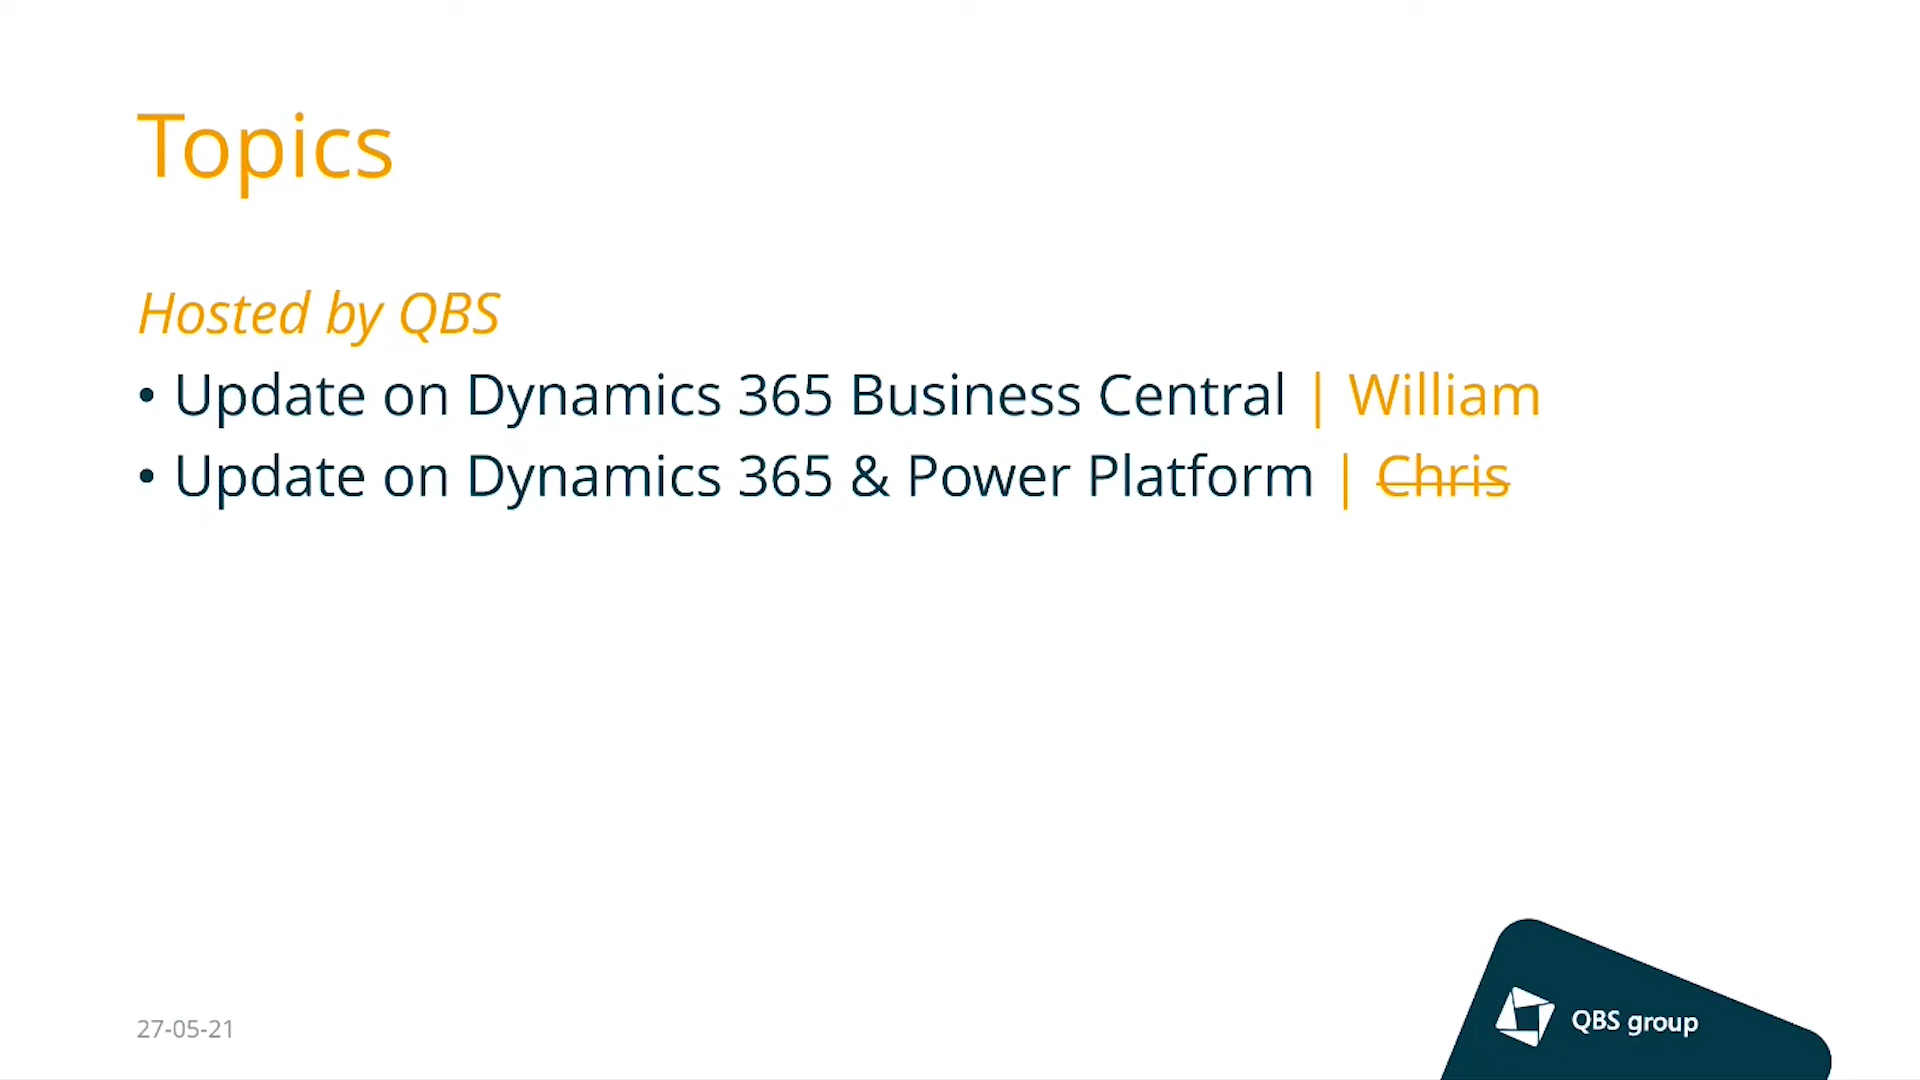 Topics
Hosted by QBS
• Update on Dynamics 365 Business Central | William
• Update on Dynamics 365 & Power Platform | Chris
27-05-21
QBS group